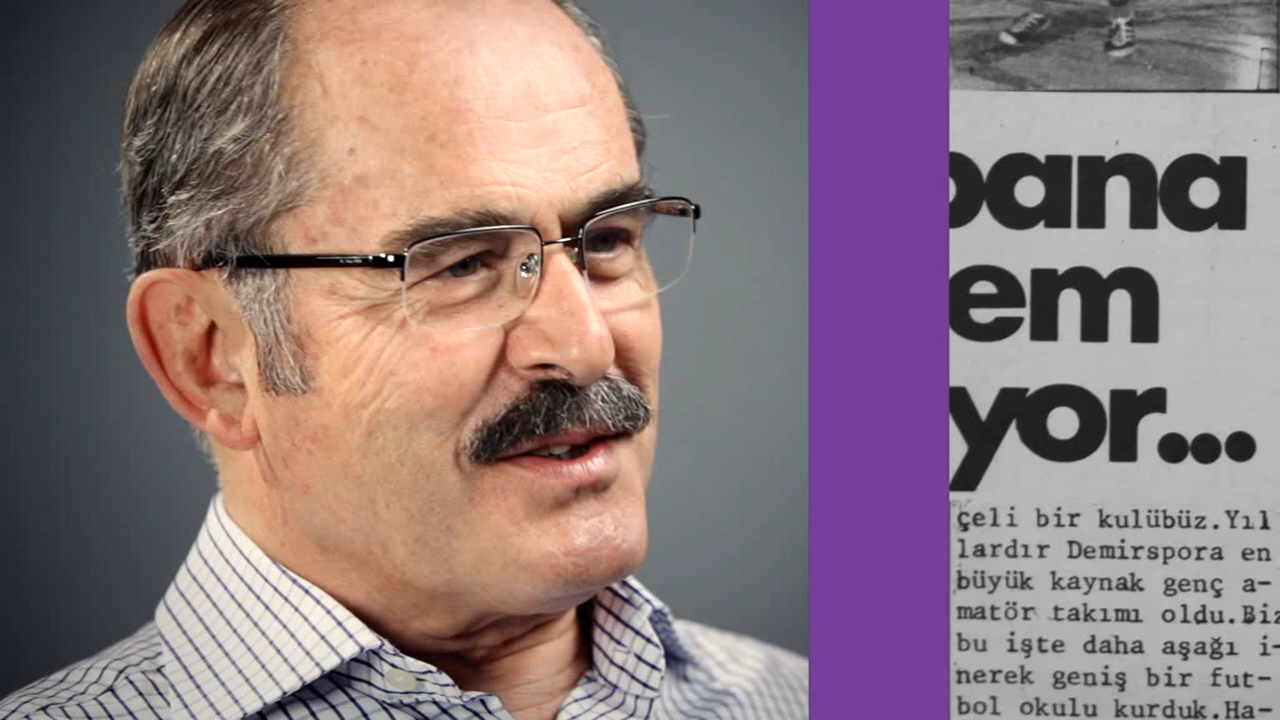 bana
em
yor...
çeli bir kulübüz.Yıl
lardır Demirspora en
büyük kaynak genç a-
matör takımı oldu.Biz
bu işte daha aşağı i-
nerek geniş bir fut-
bol okulu kurduk.Ha-